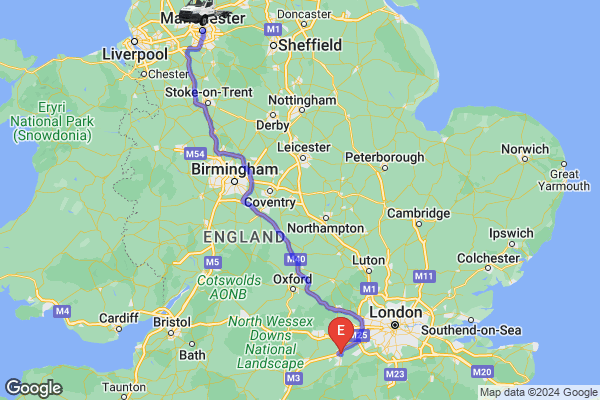 Manchester
Doncaster
M1
Liverpool
Sheffield
Chester
Stoke-on-Trent
Eryri
National Park
(Snowdonia)
Nottingham
Derby
M54
Leicester
Peterborough
Norwich
Great
Yarmouth
Birmingham
Coventry
Northampton
Cambridge
ENGLAND
Ipswich
M5
M40
Luton
M11
Colchester
Cotswolds
AONB
Oxford
M1
M4
Cardiff
London
Bristol
North Wessex
Downs
National
Landscape
E
M25
Southend-on-Sea
Bath
M3
M23
M20
Taunton
Google
Google
Map data ©2024 Google